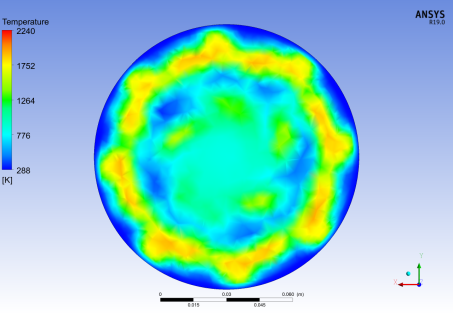 ANSYS
R19.0
Temperature
2240
1752
1264
776
288
[K]
0 0.03 0.060 (m)
0.015 0.045
Y
X